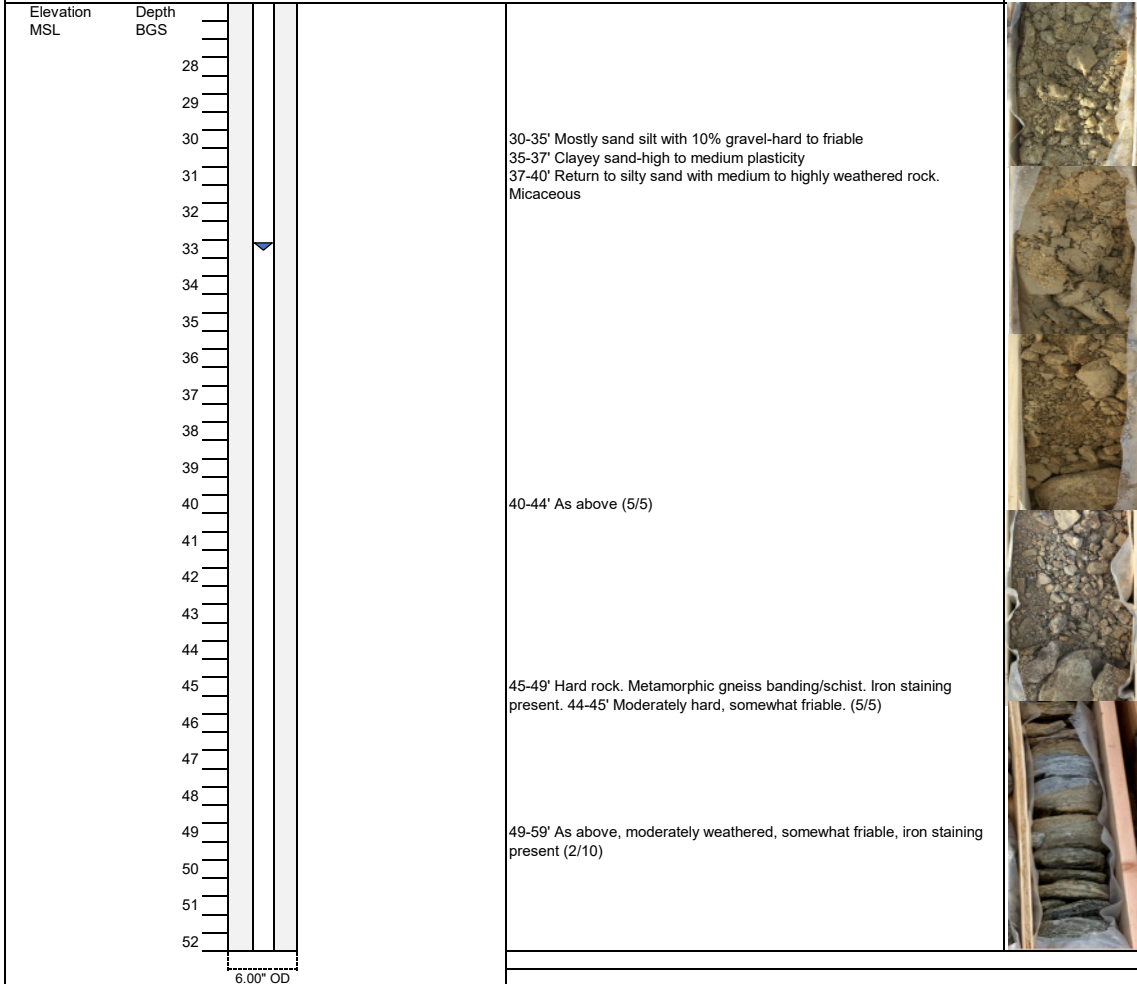 Elevation Depth
MSL BGS
28
29
30
30-35' Mostly sand silt with 10% gravel-hard to friable
35-37' Clayey sand-high to medium plasticity
31
37-40' Return to silty sand with medium to highly weathered rock.
Micaceous
32
33
34
35
36
37
38
39
40
40-44' As above (5/5)
41
42
43
44
45
45-49' Hard rock. Metamorphic gneiss banding/schist. Iron staining
present. 44-45' Moderately hard, somewhat friable. (5/5)
46
47
48
49
49-59' As above, moderately weathered, somewhat friable, iron staining
present (2/10)
50
51
52
6.00" OD